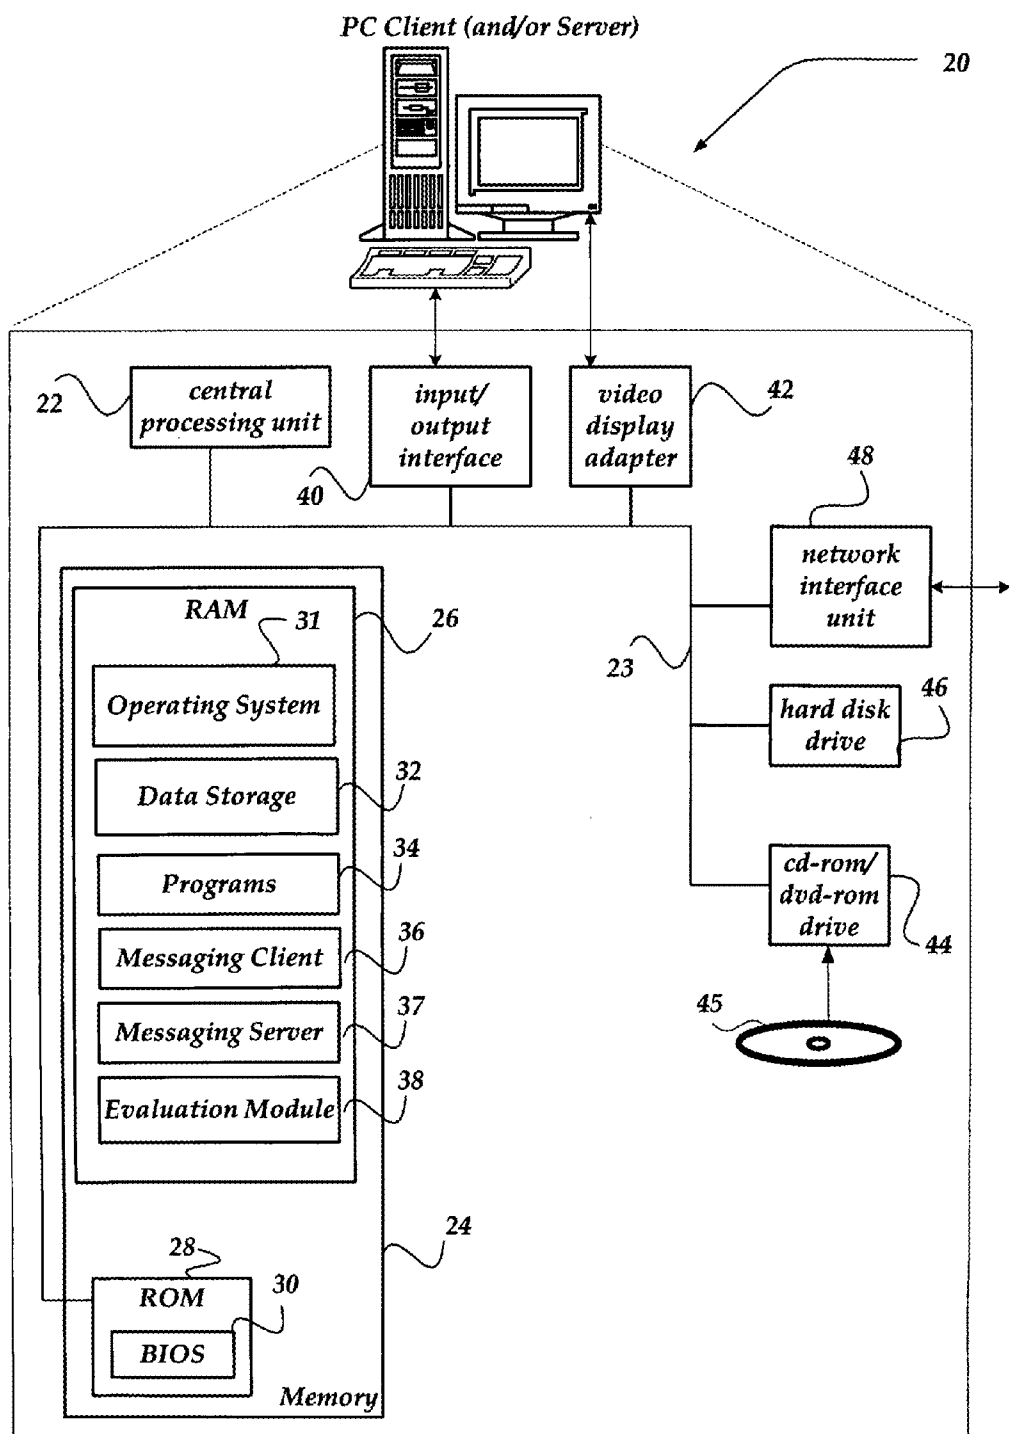 PC Client (and/or Server)
20
central
processing unit
22
input/
output
interface
40
video
display
adapter
42
48
network
interface
unit
23
RAM
31
26
Operating System
hard disk
drive
46
Data Storage
32
Programs
34
cd-rom/
dvd-rom
drive
44
Messaging Client
36
Messaging Server
37
45
Evaluation Module
38
24
28
ROM
30
BIOS
Memory